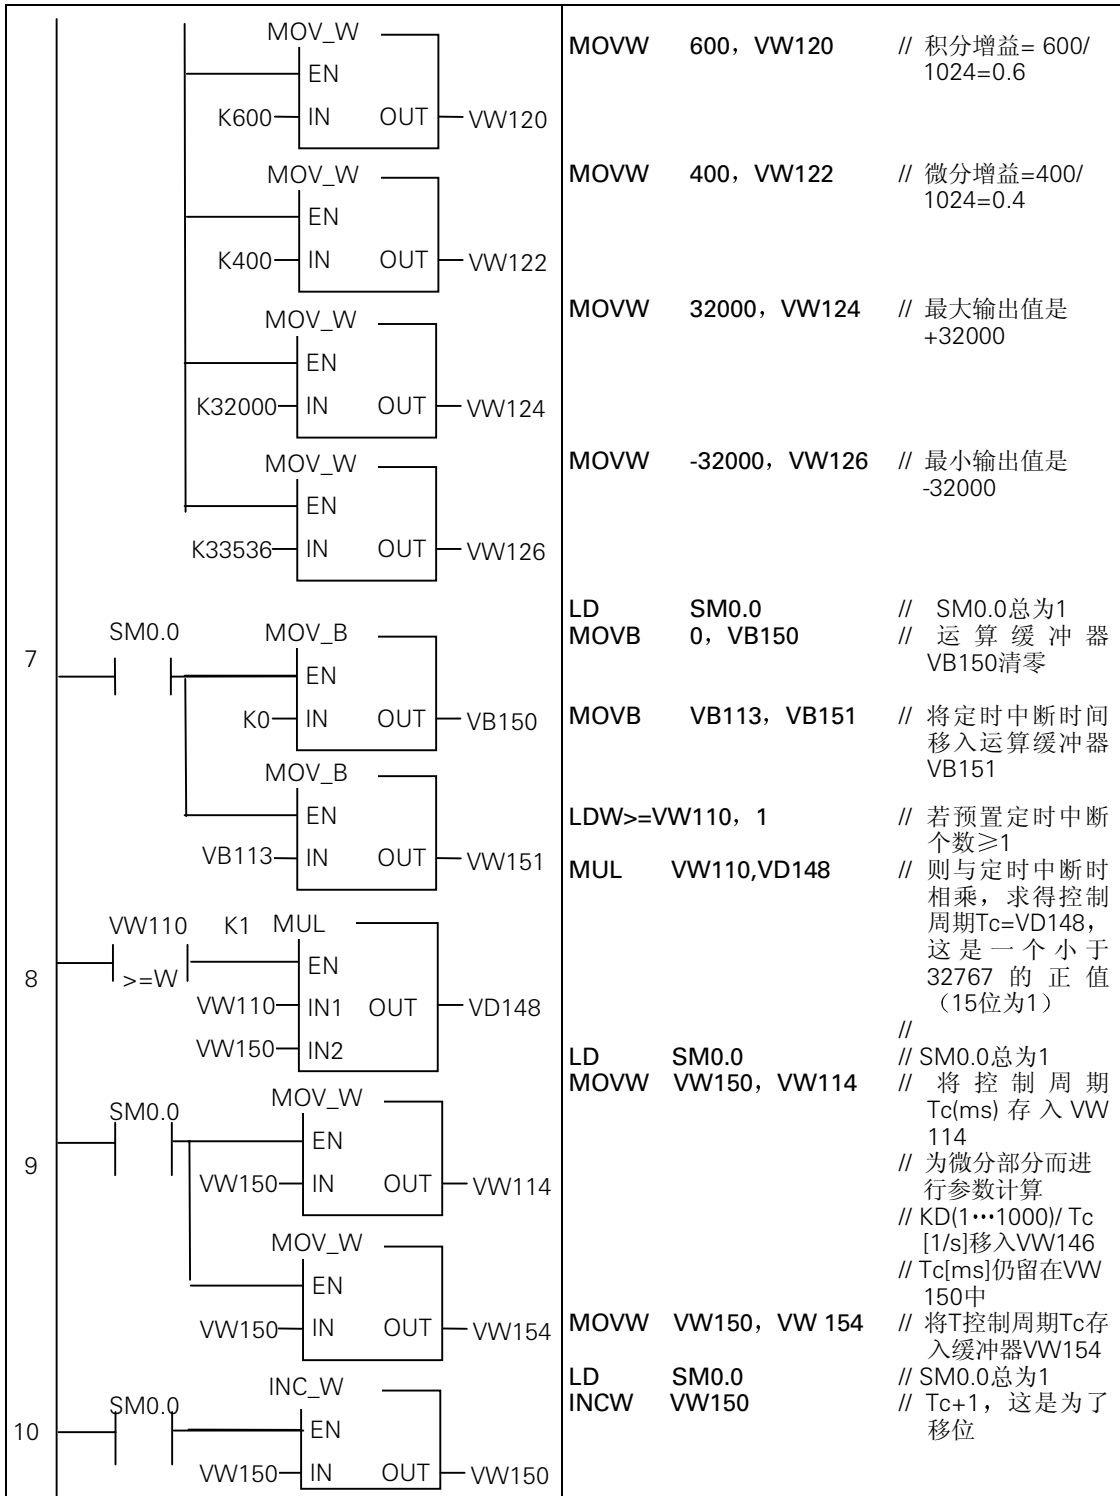 MOV_W
EN
K600 IN OUT VW120
MOV_W
EN
K400 IN OUT VW122
MOV_W
EN
K32000 IN OUT VW124
MOV_W
EN
K33536 IN OUT VW126
7
SM0.0 MOV_B
EN
K0 IN OUT VB150
MOV_B
EN
VB113 IN OUT VW151
8
VW110 K1 MUL
>=W EN
VW110 IN1 OUT VD148
VW150 IN2
9
SM0.0 MOV_W
EN
VW150 IN OUT VW114
MOV_W
EN
VW150 IN OUT VW154
10
SM0.0 INC_W
EN
VW150 IN OUT VW150
MOVW 600，VW120 // 积分增益= 600/
1024=0.6
MOVW 400，VW122 // 微分增益=400/
1024=0.4
MOVW 32000，VW124 // 最大输出值是
+32000
MOVW -32000，VW126 // 最小输出值是
-32000
LD SM0.0 // SM0.0总为1
MOVB 0，VB150 // 运算缓冲器
VB150清零
MOVB VB113，VB151 // 将定时中断时间
移入运算缓冲器
VB151
LDW>=VW110，1 // 若预置定时中断
个数≥1
MUL VW110,VD148 // 则与定时中断时
相乘，求得控制
周期Tc=VD148，
这是一个小于
32767的正值
（15位为1）
//
LD SM0.0 // SM0.0总为1
MOVW VW150，VW114 // 将控制周期
Tc(ms)存入VW
114
// 为微分部分而进
行参数计算
// KD(1…1000)/ Tc
[1/s]移入VW146
// Tc[ms]仍留在VW
150中
MOVW VW150，VW 154 // 将T控制周期Tc存
入缓冲器VW154
LD SM0.0 // SM0.0总为1
INCW VW150 // Tc+1，这是为了
移位